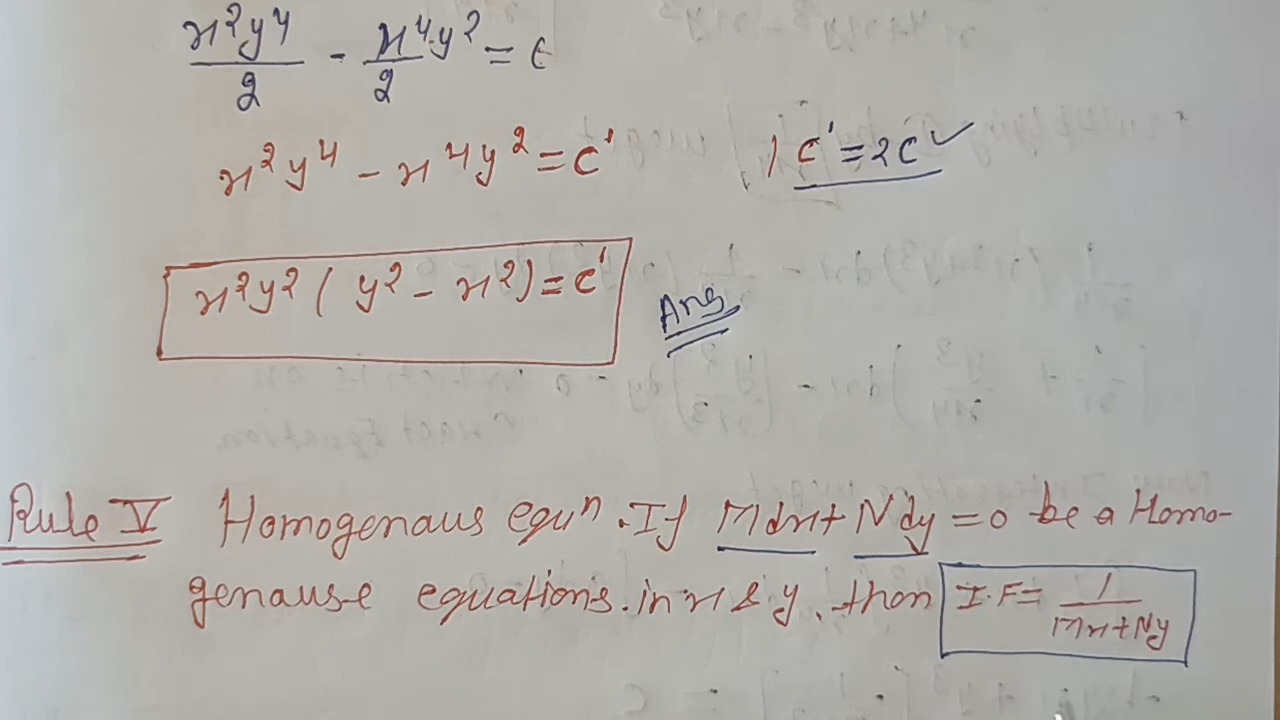 x²y⁴/2 - x⁴y²/2 = c
x²y⁴ - x⁴y² = c' / c' = 2c ✓
x²y² ( y² - x²) = c' Ans
Rule V Homogenaus equⁿ. If Mdx + Ndy = 0 be a Homo-
genause equations. in x & y. than I.F = 1/Mx+Ny